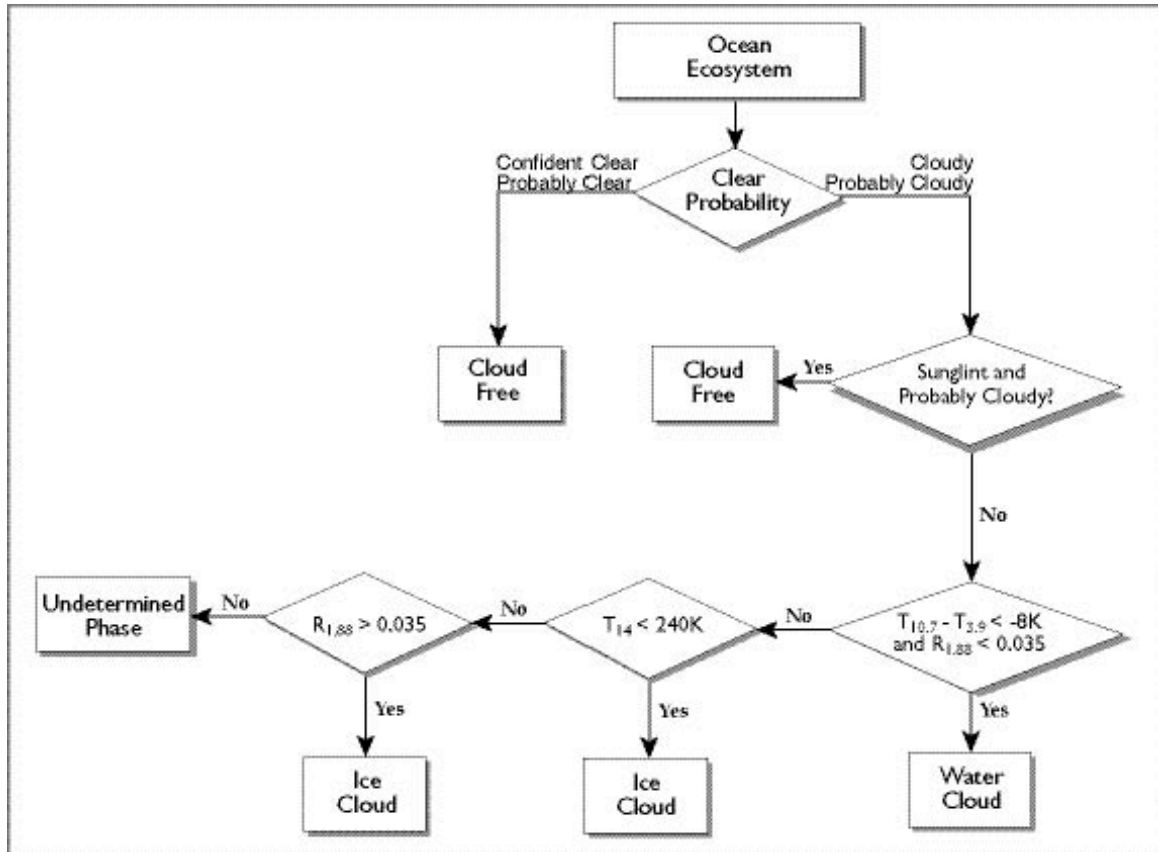 Ocean
Ecosystem
Confident Clear
Probably Clear
Clear
Probability
Cloudy
Probably Cloudy
Cloud
Free
Cloud
Free
Yes
Sunglint and
Probably Cloudy?
No
Undetermined
Phase
No
R1.88 > 0.035
No
T14 < 240K
No
T10.7 - T3.9 < -8K
and R1.88 < 0.035
Yes
Yes
Yes
Ice
Cloud
Ice
Cloud
Water
Cloud